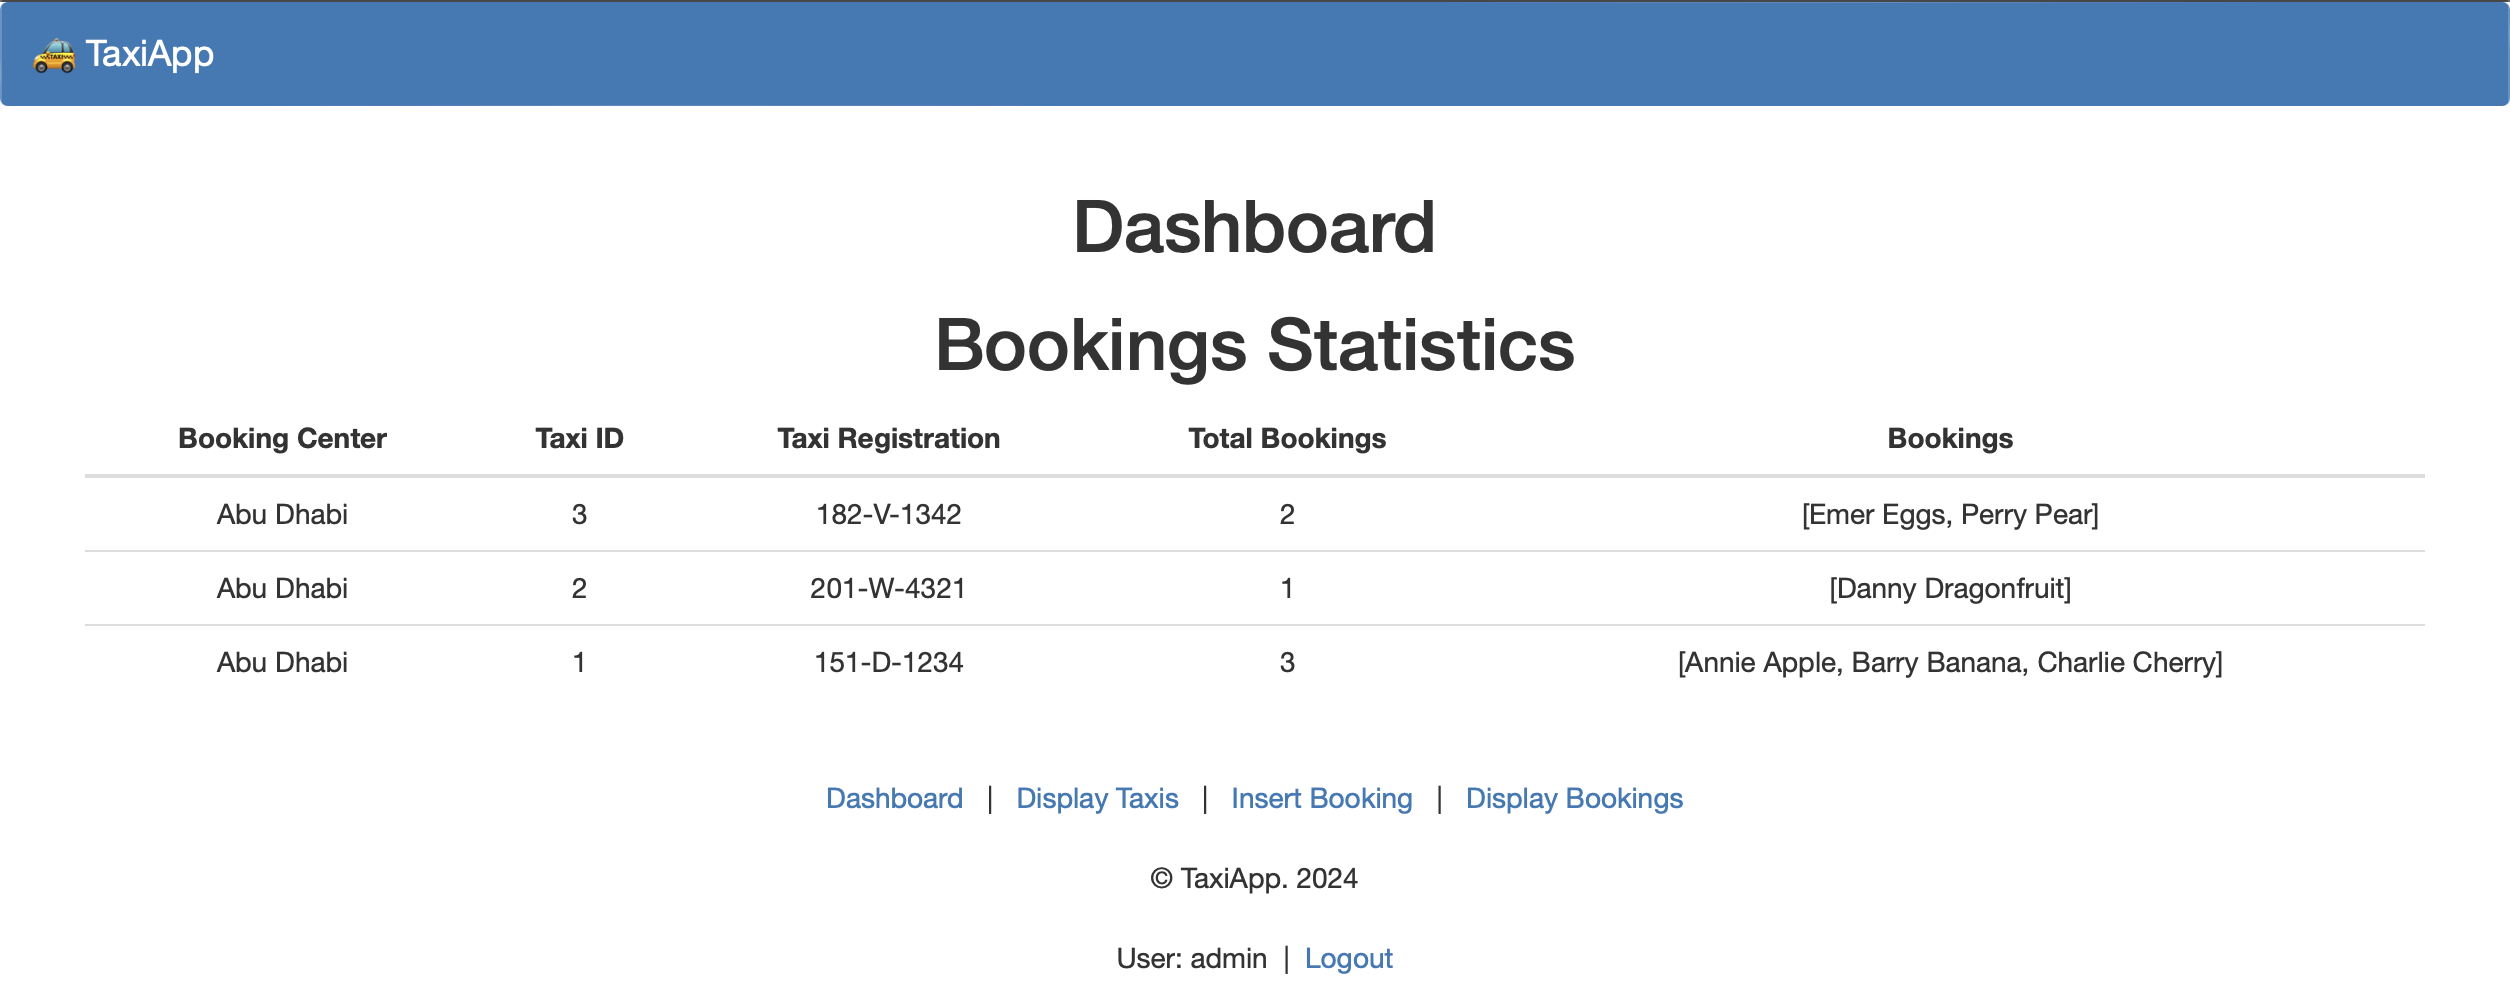 TaxiApp
Dashboard
Bookings Statistics
Booking Center Taxi ID Taxi Registration Total Bookings Bookings
Abu Dhabi 3 182-V-1342 2 [Emer Eggs, Perry Pear]
Abu Dhabi 2 201-W-4321 1 [Danny Dragonfruit]
Abu Dhabi 1 151-D-1234 3 [Annie Apple, Barry Banana, Charlie Cherry]
Dashboard | Display Taxis | Insert Booking | Display Bookings
© TaxiApp. 2024
User: admin | Logout